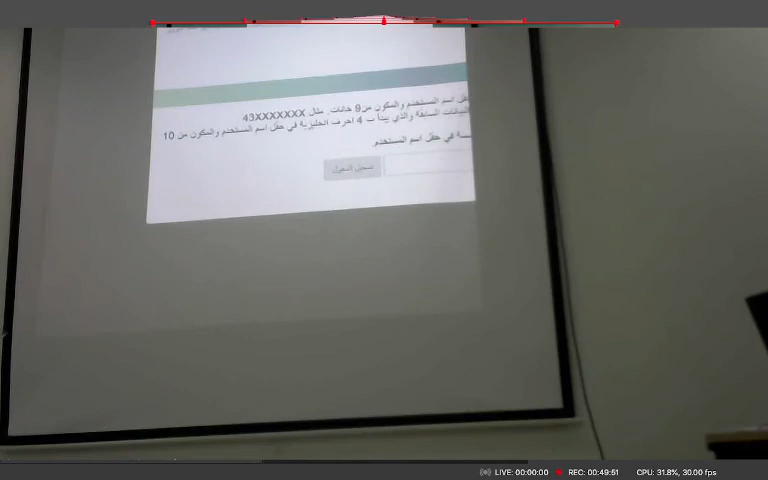 حقل اسم المستخدم والمكون من9 خانات. مثال 43XXXXXXX
البيانات السابقة والذي يبدأ ب 4 احرف انجليزية في حقل اسم المستخدم والمكون من 10
في حقل اسم المستخدم.
تسجيل الدخول
LIVE: 00:00:00 REC: 00:49:51 CPU: 31.8%, 30.00 fps